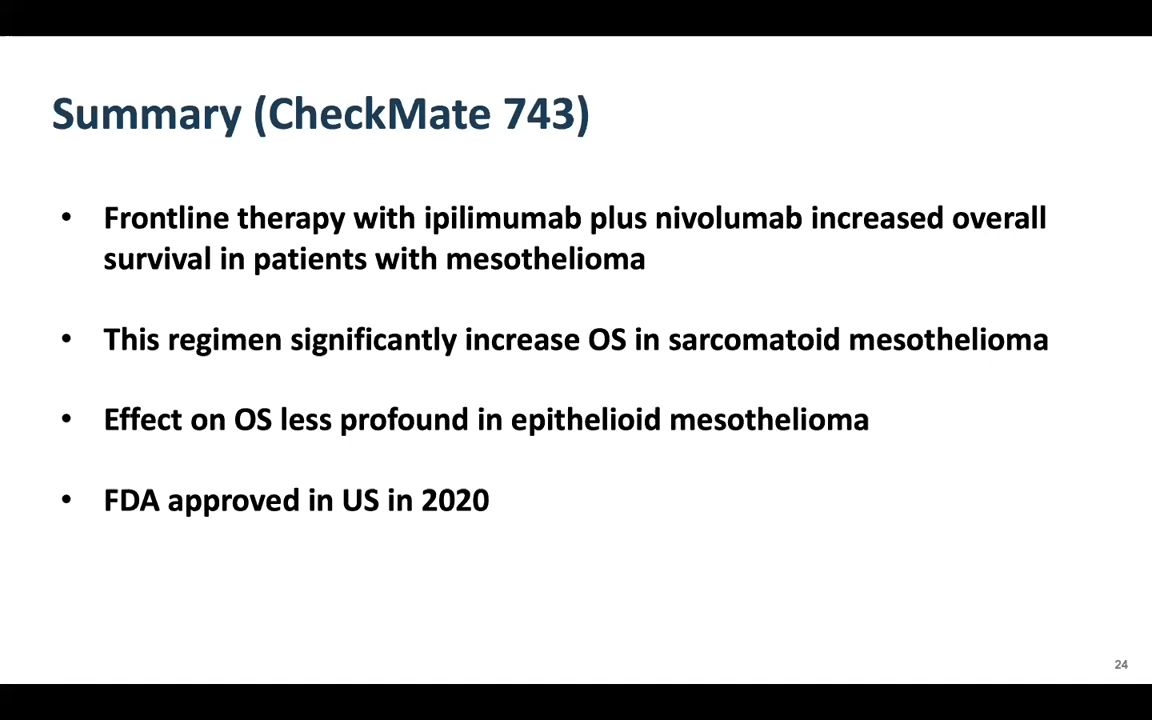 Summary (CheckMate 743)
• Frontline therapy with ipilimumab plus nivolumab increased overall
survival in patients with mesothelioma
• This regimen significantly increase OS in sarcomatoid mesothelioma
• Effect on OS less profound in epithelioid mesothelioma
• FDA approved in US in 2020
24